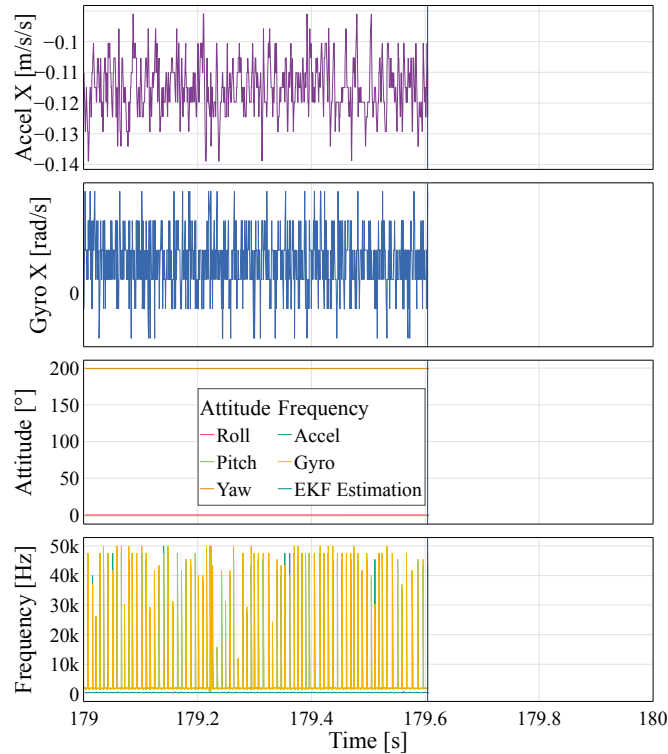 Accel X [m/s/s]
−0.1
−0.11
−0.12
−0.13
−0.14
Gyro X [rad/s]
0
Attitude [°]
200
150
100
50
0
Attitude Frequency
Roll Accel
Pitch Gyro
Yaw EKF Estimation
Frequency [Hz]
50k
40k
30k
20k
10k
0
179 179.2 179.4 179.6 179.8 180
Time [s]